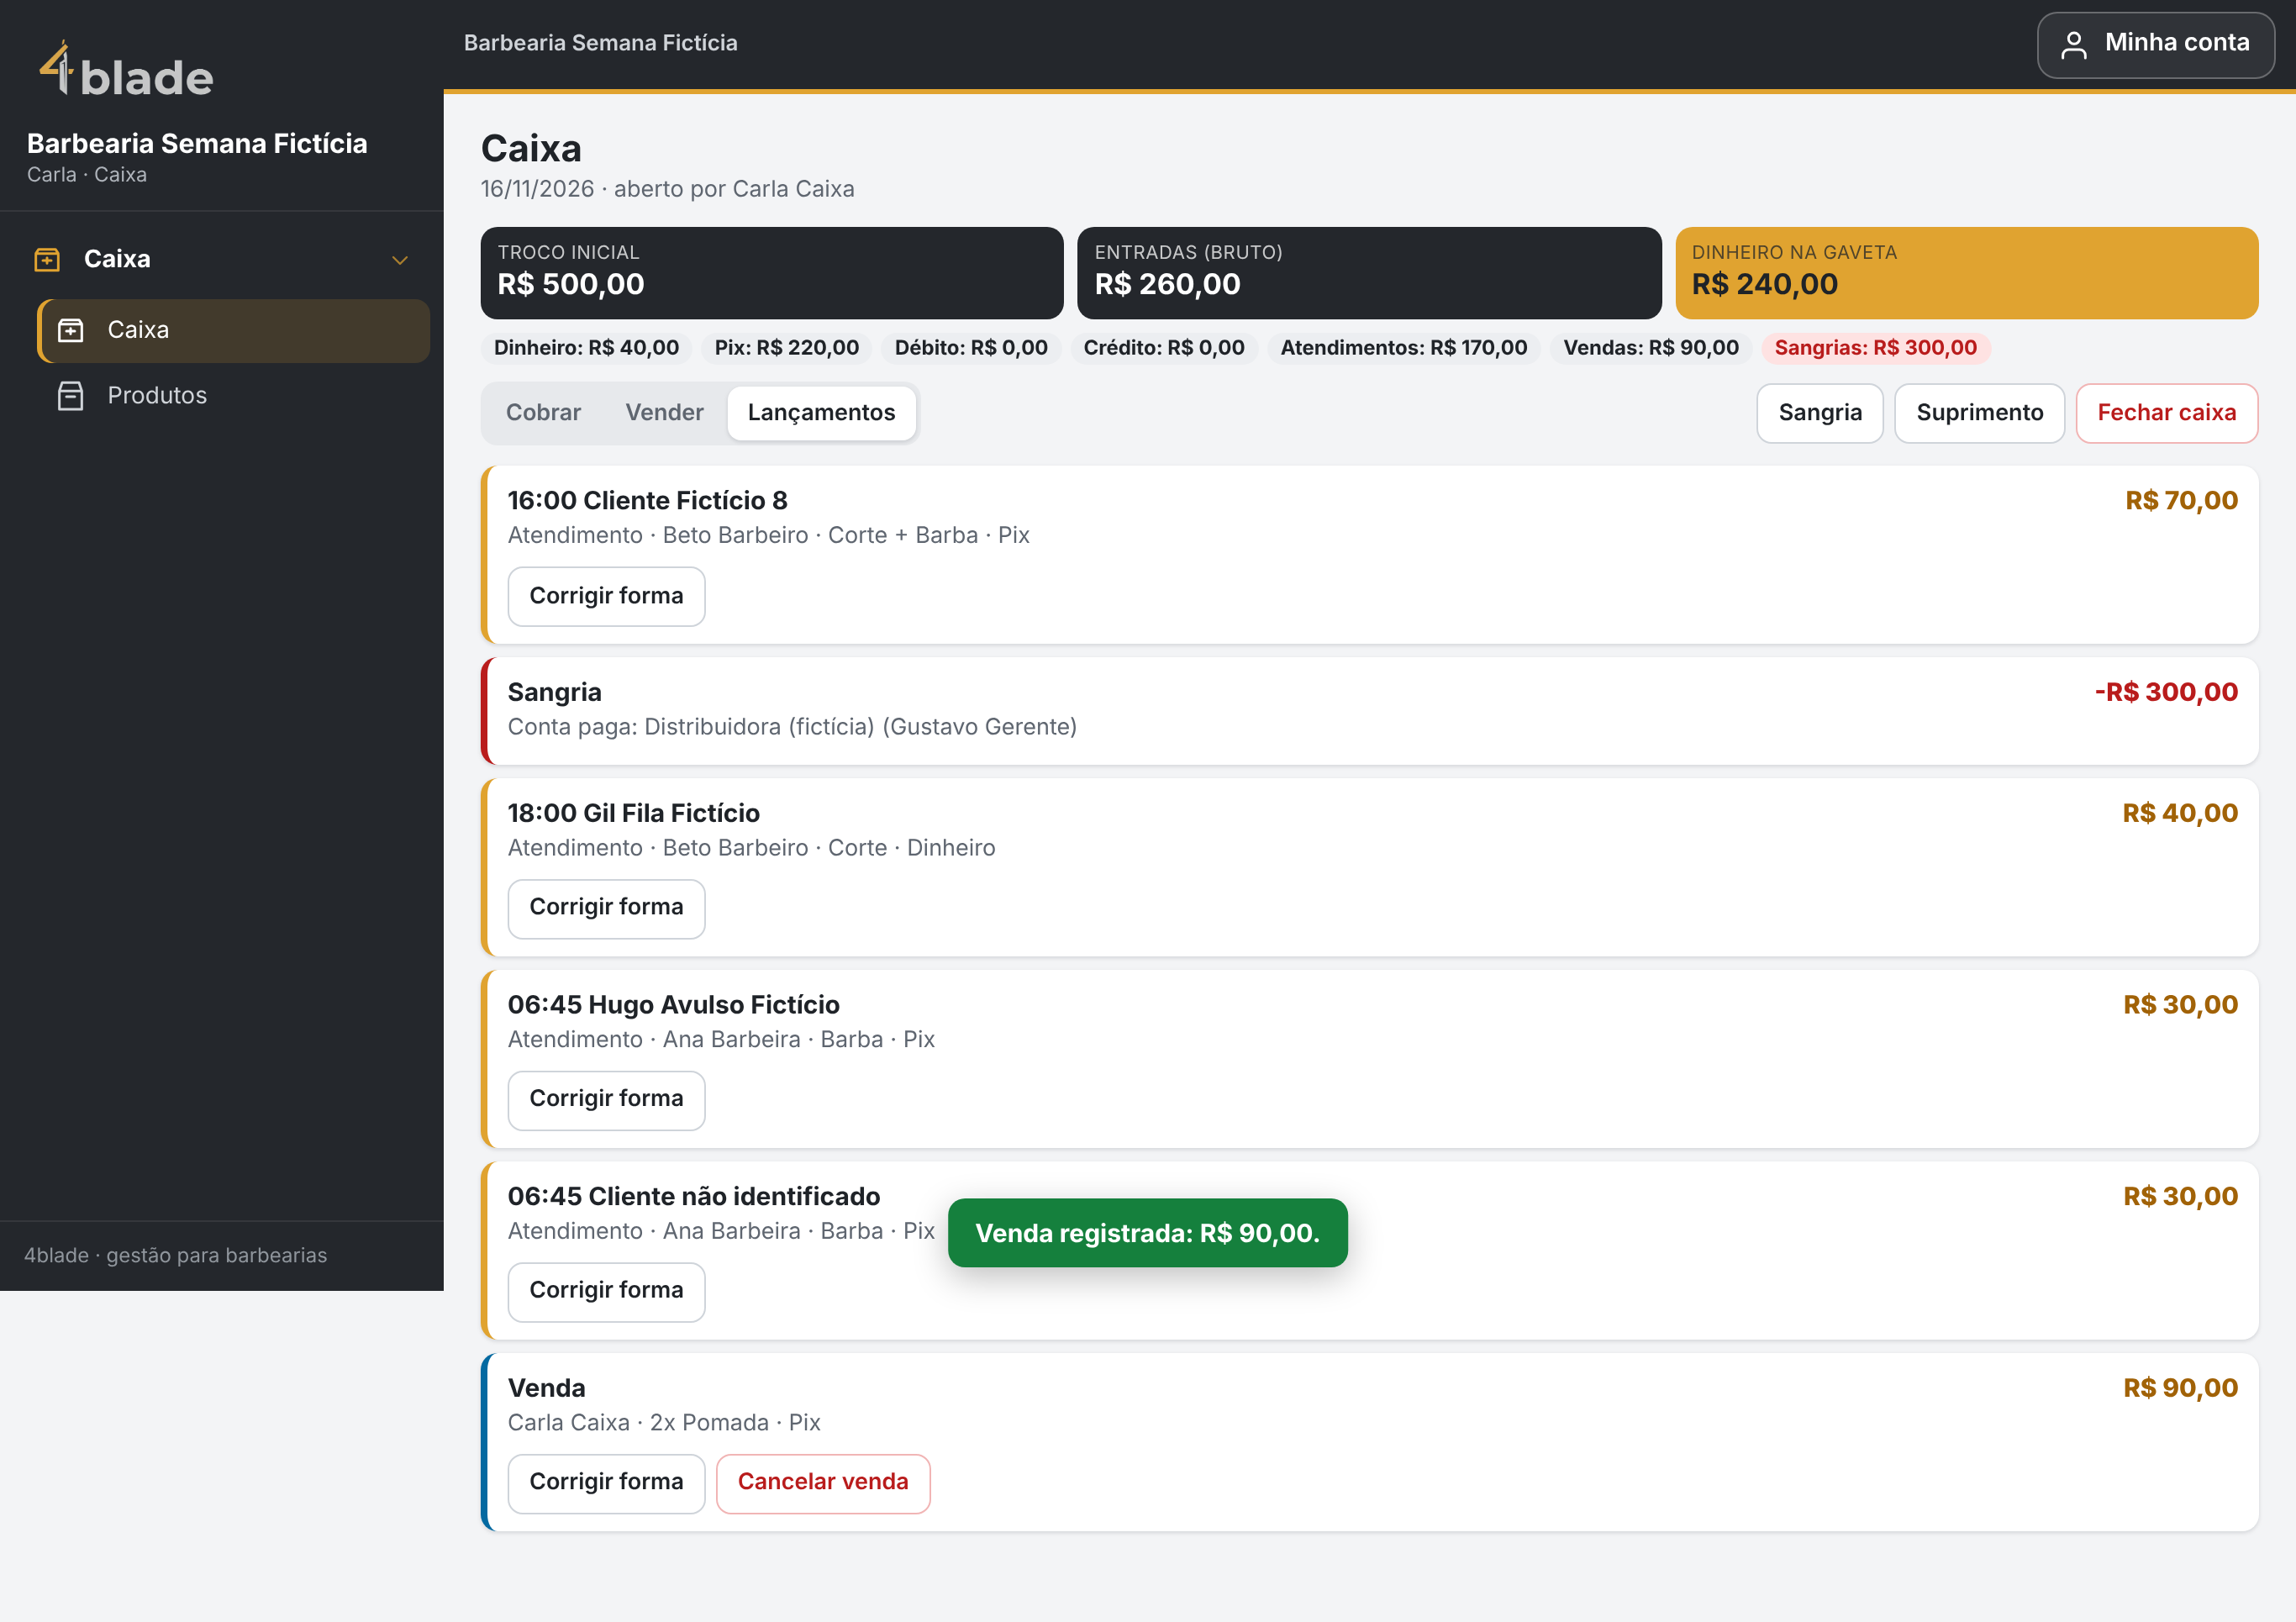 4blade
Barbearia Semana Fictícia
Carla · Caixa
Caixa
Caixa
Produtos
4blade · gestão para barbearias
Barbearia Semana Fictícia
Minha conta
Caixa
16/11/2026 · aberto por Carla Caixa
TROCO INICIAL
R$ 500,00
ENTRADAS (BRUTO)
R$ 260,00
DINHEIRO NA GAVETA
R$ 240,00
Dinheiro: R$ 40,00 Pix: R$ 220,00 Débito: R$ 0,00 Crédito: R$ 0,00 Atendimentos: R$ 170,00 Vendas: R$ 90,00 Sangrias: R$ 300,00
Cobrar Vender Lançamentos Sangria Suprimento Fechar caixa
16:00 Cliente Fictício 8 R$ 70,00
Atendimento · Beto Barbeiro · Corte + Barba · Pix
Corrigir forma
Sangria -R$ 300,00
Conta paga: Distribuidora (fictícia) (Gustavo Gerente)
18:00 Gil Fila Fictício R$ 40,00
Atendimento · Beto Barbeiro · Corte · Dinheiro
Corrigir forma
06:45 Hugo Avulso Fictício R$ 30,00
Atendimento · Ana Barbeira · Barba · Pix
Corrigir forma
06:45 Cliente não identificado R$ 30,00
Atendimento · Ana Barbeira · Barba · Pix
Venda registrada: R$ 90,00.
Corrigir forma
Venda R$ 90,00
Carla Caixa · 2x Pomada · Pix
Corrigir forma Cancelar venda